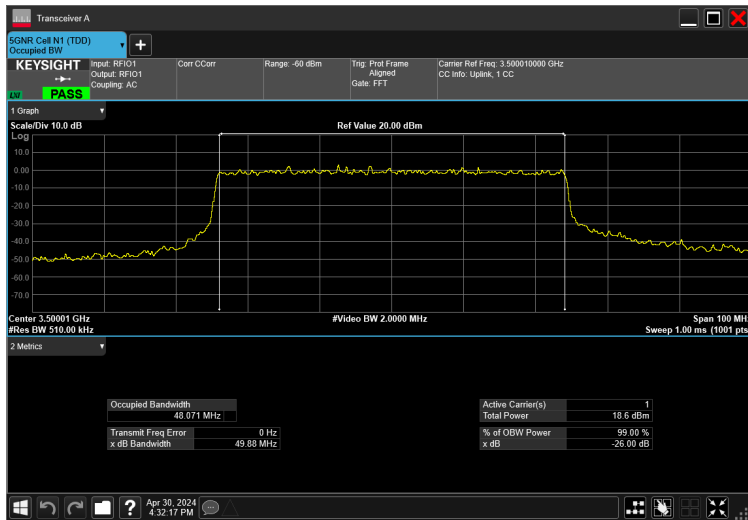 Transceiver A
5GNR Cell N1 (TDD)
Occupied BW
+
KEYSIGHT
LXI PASS
Input: RFIO1
Output: RFIO1
Coupling: AC
Corr CCorr
Range: -60 dBm
Trig: Prot Frame
Aligned
Gate: FFT
Carrier Ref Freq: 3.500010000 GHz
CC Info: Uplink, 1 CC
1 Graph
Scale/Div 10.0 dB
Ref Value 20.00 dBm
Log
10.0
0.00
-10.0
-20.0
-30.0
-40.0
-50.0
-60.0
-70.0
Center 3.50001 GHz
#Video BW 2.0000 MHz
Span 100 MH
#Res BW 510.00 kHz
Sweep 1.00 ms (1001 pts
2 Metrics
Occupied Bandwidth
48.071 MHz
Transmit Freq Error 0 Hz
x dB Bandwidth 49.88 MHz
Active Carrier(s) 1
Total Power 18.6 dBm
% of OBW Power 99.00 %
x dB -26.00 dB
?
Apr 30, 2024
4:32:17 PM